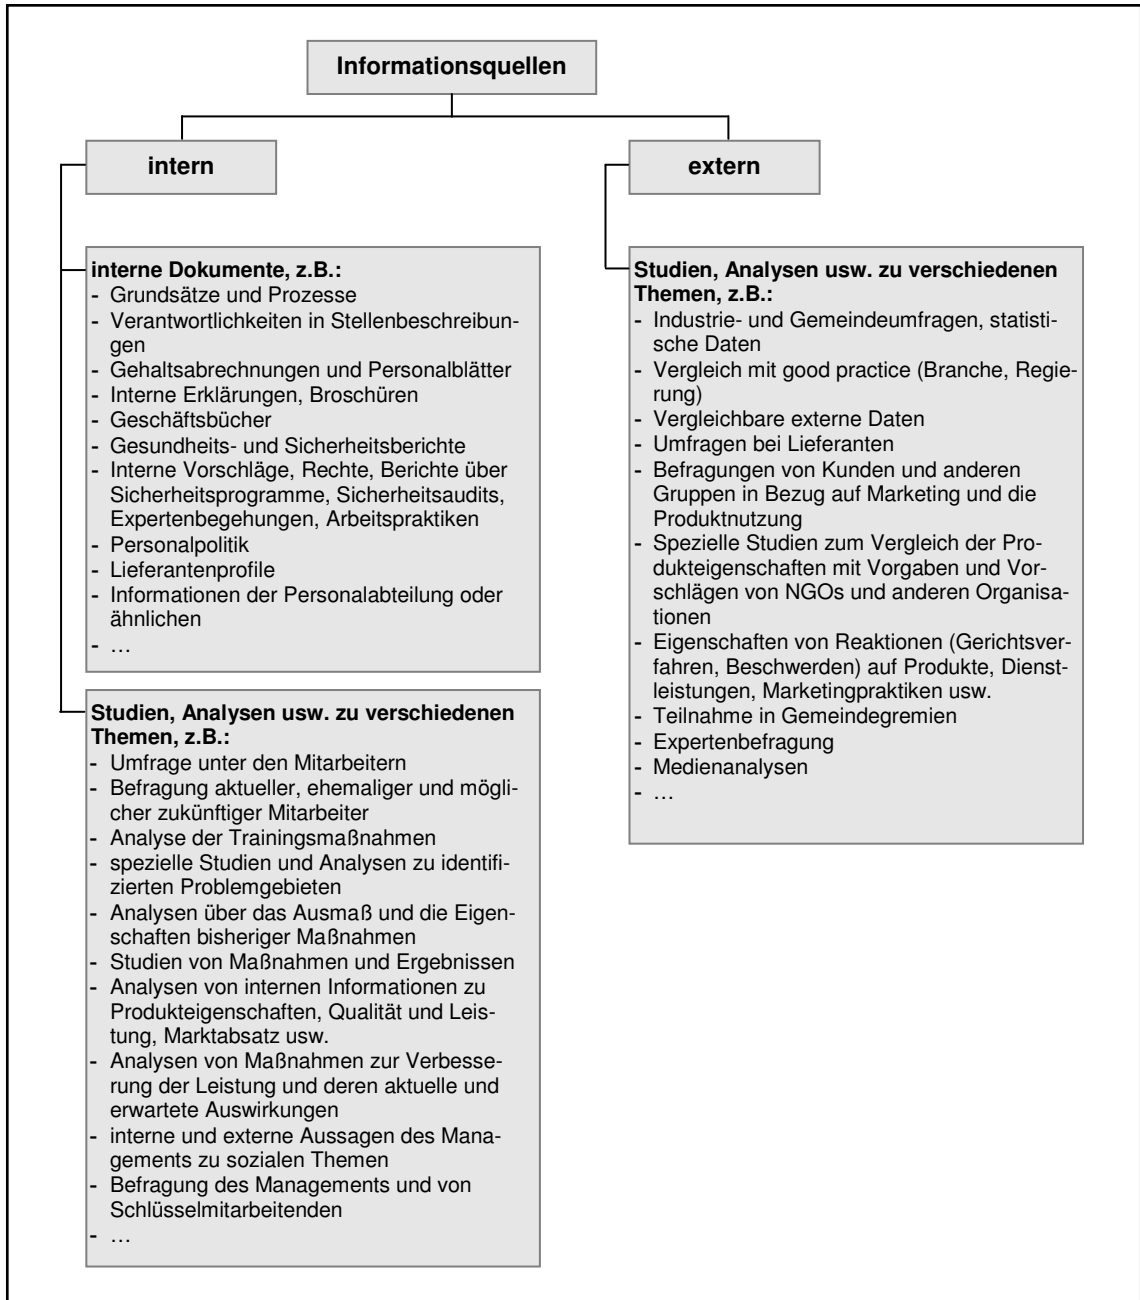 Informationsquellen
intern
extern
interne Dokumente, z.B.:
- Grundsätze und Prozesse
- Verantwortlichkeiten in Stellenbeschreibun-
gen
- Gehaltsabrechnungen und Personalblätter
- Interne Erklärungen, Broschüren
- Geschäftsbücher
- Gesundheits- und Sicherheitsberichte
- Interne Vorschläge, Rechte, Berichte über
Sicherheitsprogramme, Sicherheitsaudits,
Expertenbegehungen, Arbeitspraktiken
- Personalpolitik
- Lieferantenprofile
- Informationen der Personalabteilung oder
ähnlichen
- …
Studien, Analysen usw. zu verschiedenen
Themen, z.B.:
- Umfrage unter den Mitarbeitern
- Befragung aktueller, ehemaliger und mögli-
cher zukünftiger Mitarbeiter
- Analyse der Trainingsmaßnahmen
- spezielle Studien und Analysen zu identifi-
zierten Problemgebieten
- Analysen über das Ausmaß und die Eigen-
schaften bisheriger Maßnahmen
- Studien von Maßnahmen und Ergebnissen
- Analysen von internen Informationen zu
Produkteigenschaften, Qualität und Leis-
tung, Marktabsatz usw.
- Analysen von Maßnahmen zur Verbesse-
rung der Leistung und deren aktuelle und
erwartete Auswirkungen
- interne und externe Aussagen des Mana-
gements zu sozialen Themen
- Befragung des Managements und von
Schlüsselmitarbeitenden
- …
Studien, Analysen usw. zu verschiedenen
Themen, z.B.:
- Industrie- und Gemeindeumfragen, statisti-
sche Daten
- Vergleich mit good practice (Branche, Regie-
rung)
- Vergleichbare externe Daten
- Umfragen bei Lieferanten
- Befragungen von Kunden und anderen
Gruppen in Bezug auf Marketing und die
Produktnutzung
- Spezielle Studien zum Vergleich der Pro-
dukteigenschaften mit Vorgaben und Vor-
schlägen von NGOs und anderen Organisa-
tionen
- Eigenschaften von Reaktionen (Gerichtsver-
fahren, Beschwerden) auf Produkte, Dienst-
leistungen, Marketingpraktiken usw.
- Teilnahme in Gemeindegremien
- Expertenbefragung
- Medienanalysen
- …